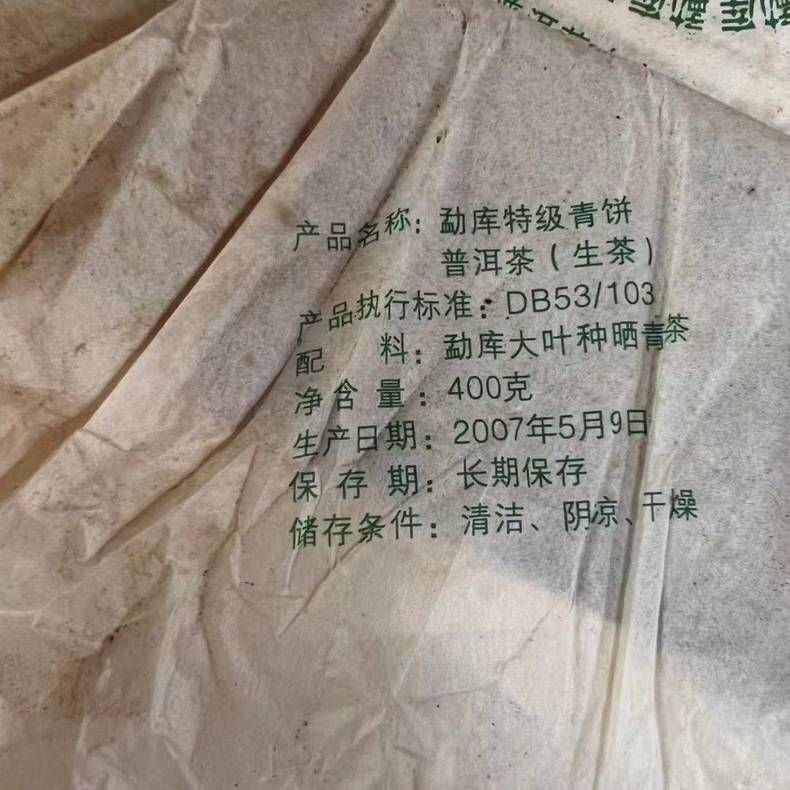 产品名称：勐库特级青饼
普洱茶（生茶）
产品执行标准：DB53/103
配 料：勐库大叶种晒青茶
净含量：400克
生产日期：2007年5月9日
保存期：长期保存
储存条件：清洁、阴凉、干燥